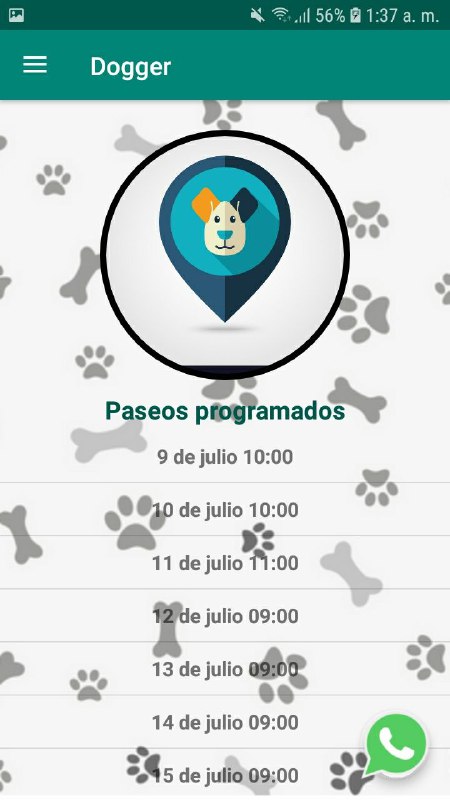 56% 1:37 a. m.
Dogger
Paseos programados
9 de julio 10:00
10 de julio 10:00
11 de julio 11:00
12 de julio 09:00
13 de julio 09:00
14 de julio 09:00
15 de julio 09:00